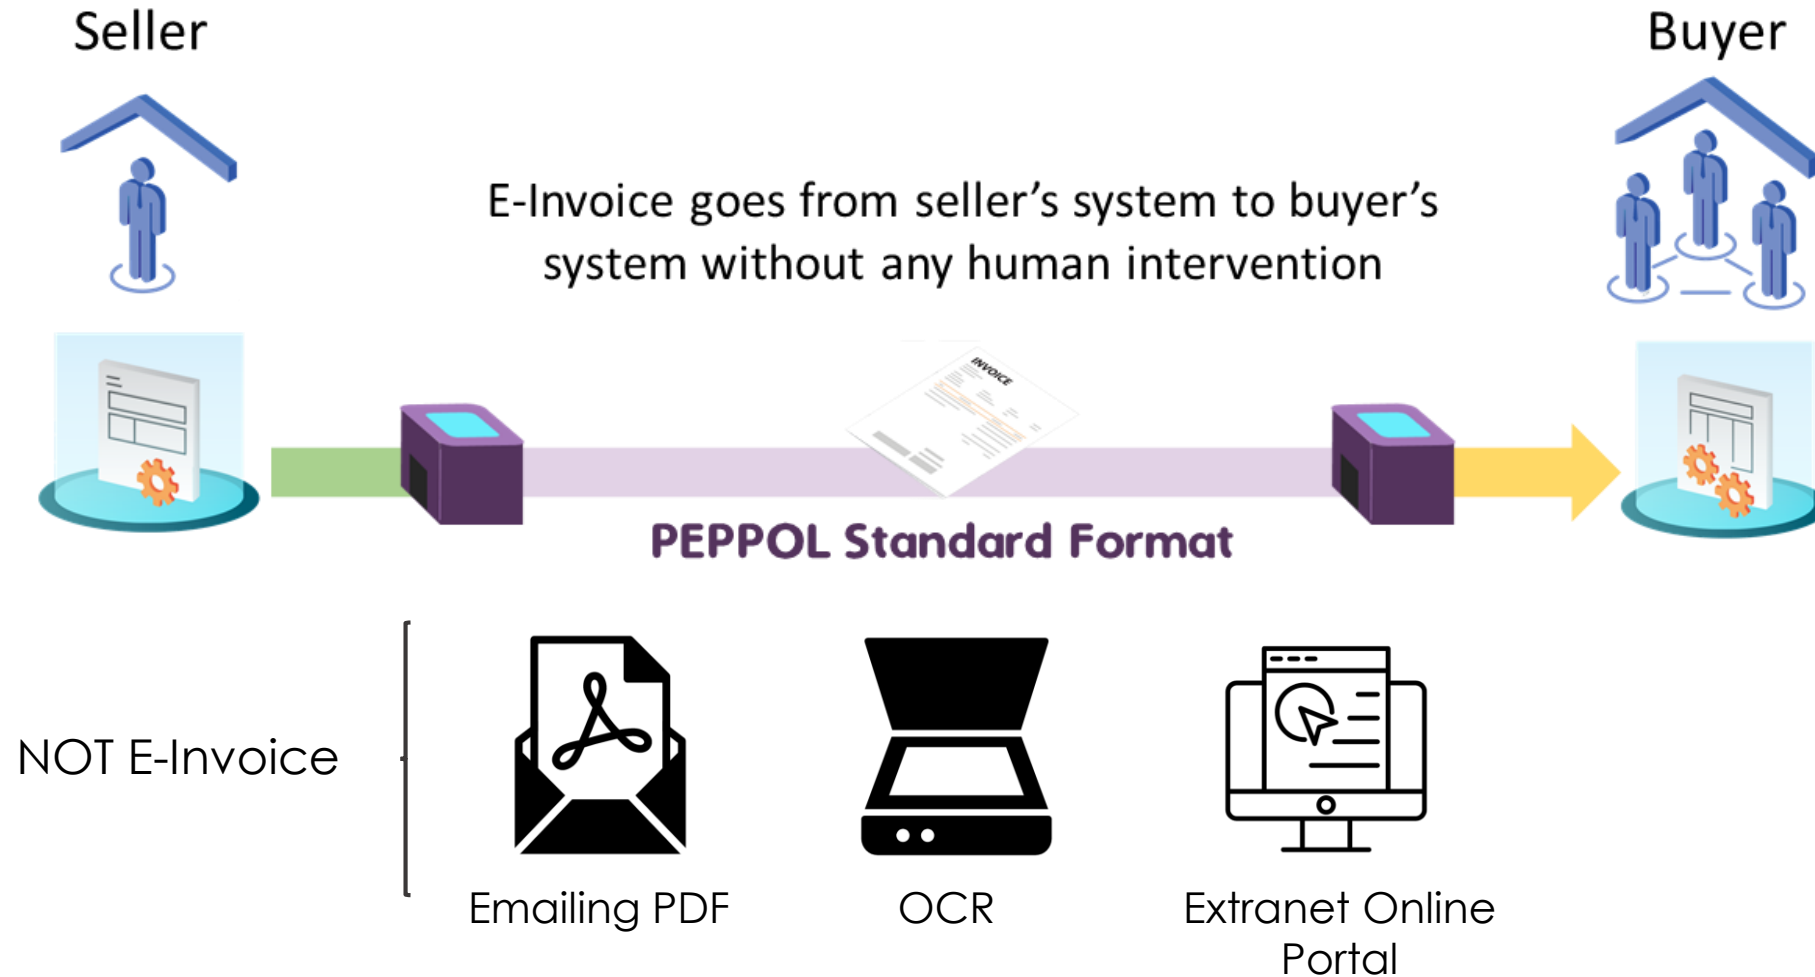 Seller
Buyer
E-Invoice goes from seller’s system to buyer’s
system without any human intervention
INVOICE
PEPPOL Standard Format
NOT E-Invoice
Emailing PDF
OCR
Extranet Online
Portal